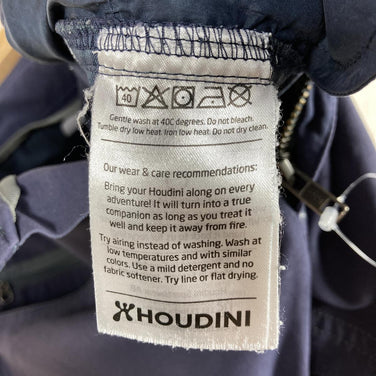 40
Gentle wash at 40C degrees. Do not bleach.
Tumble dry low heat. Iron low heat. Do not dry clean.
Our wear & care recommendations:
Bring your Houdini along on every
adventure! It will turn into a true
companion as long as you treat it
well and keep it away from fire.
Try airing instead of washing. Wash at
low temperatures and with similar
colors. Use a mild detergent and no
fabric softener. Try line or flat drying.
HOUDINI